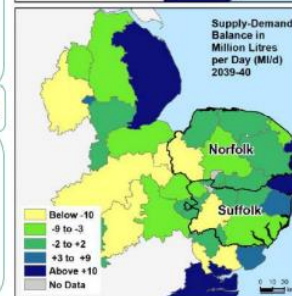 Supply-Demand
Balance in
Million Litres
per Day (Ml/d)
2039-40
Norfolk
Suffolk
Below -10
-9 to -3
-2 to +2
+3 to +9
Above +10
No Data